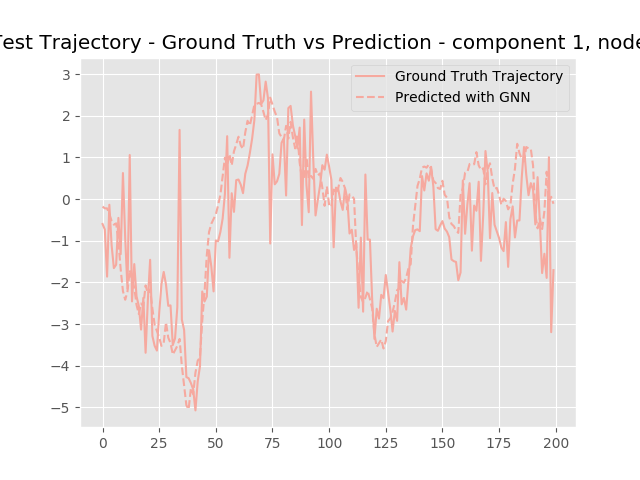 Test Trajectory - Ground Truth vs Prediction - component 1, node
Ground Truth Trajectory
Predicted with GNN
3
2
1
0
−1
−2
−3
−4
−5
0 25 50 75 100 125 150 175 200